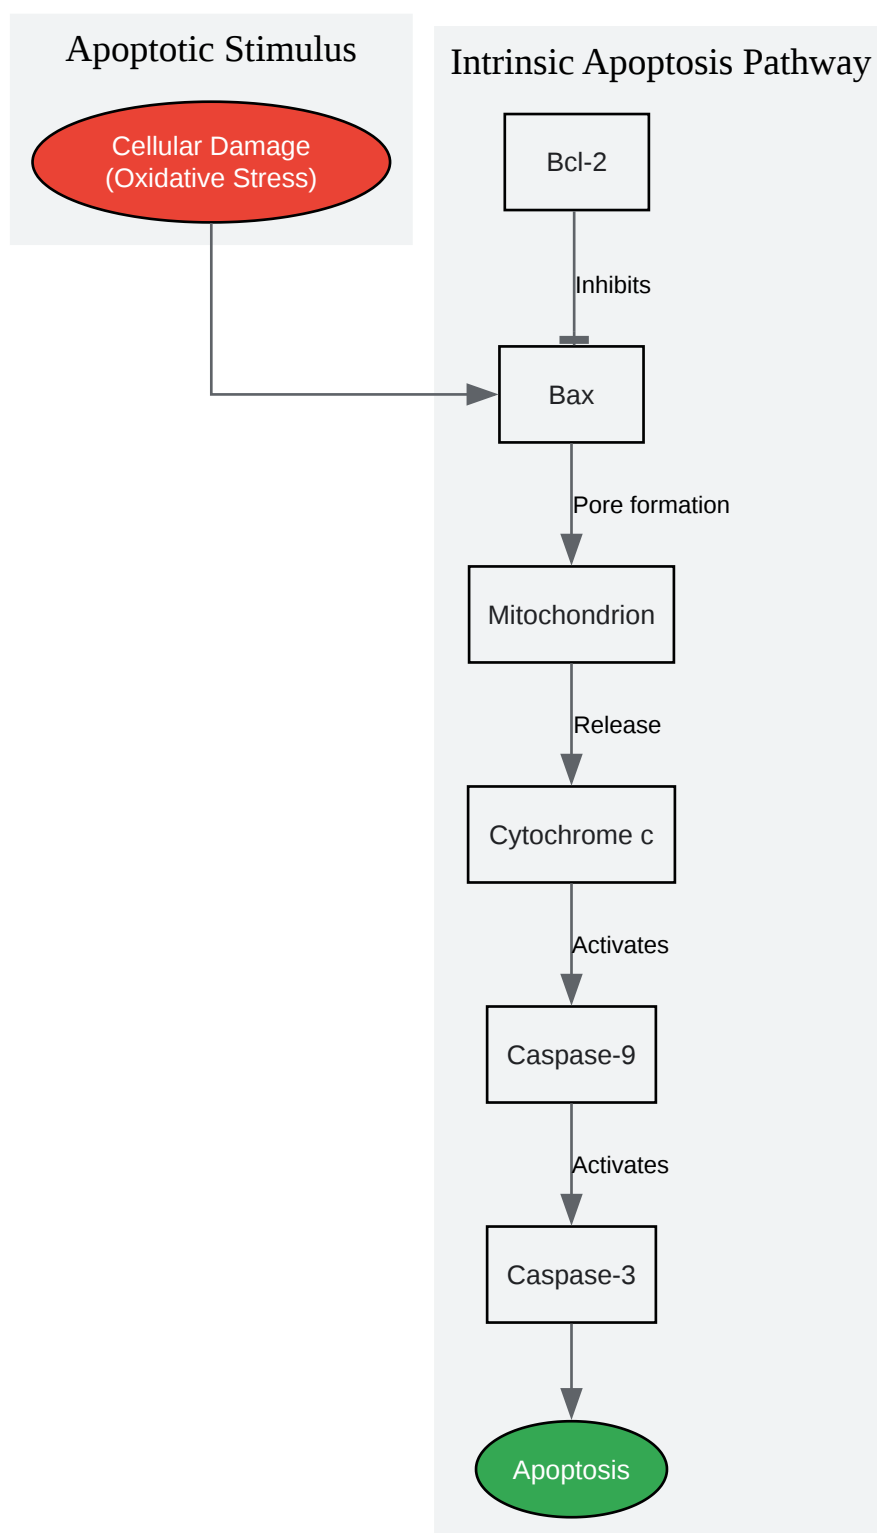 Apoptotic Stimulus
Cellular Damage
(Oxidative Stress)
Intrinsic Apoptosis Pathway
Bcl-2
Inhibits
Bax
Pore formation
Mitochondrion
Release
Cytochrome c
Activates
Caspase-9
Activates
Caspase-3
Apoptosis